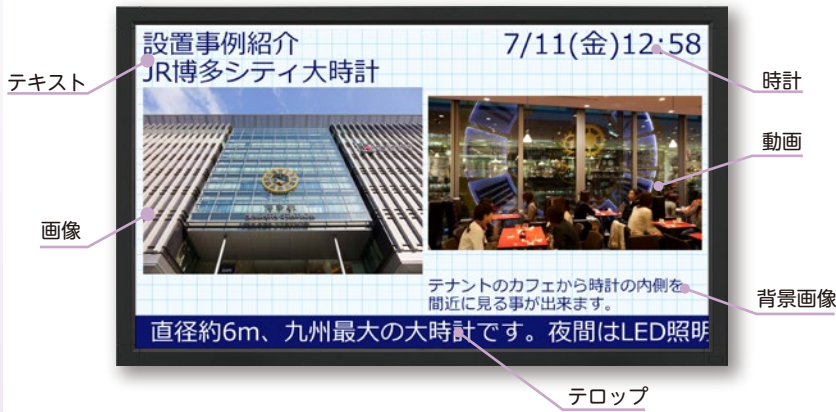 設置事例紹介
JR博多シティ大時計
7/11(金)12:58
テキスト
時計
動画
画像
テナントのカフェから時計の内側を
間近に見る事が出来ます。
背景画像
直径約6m、九州最大の大時計です。夜間はLED照明
テロップ